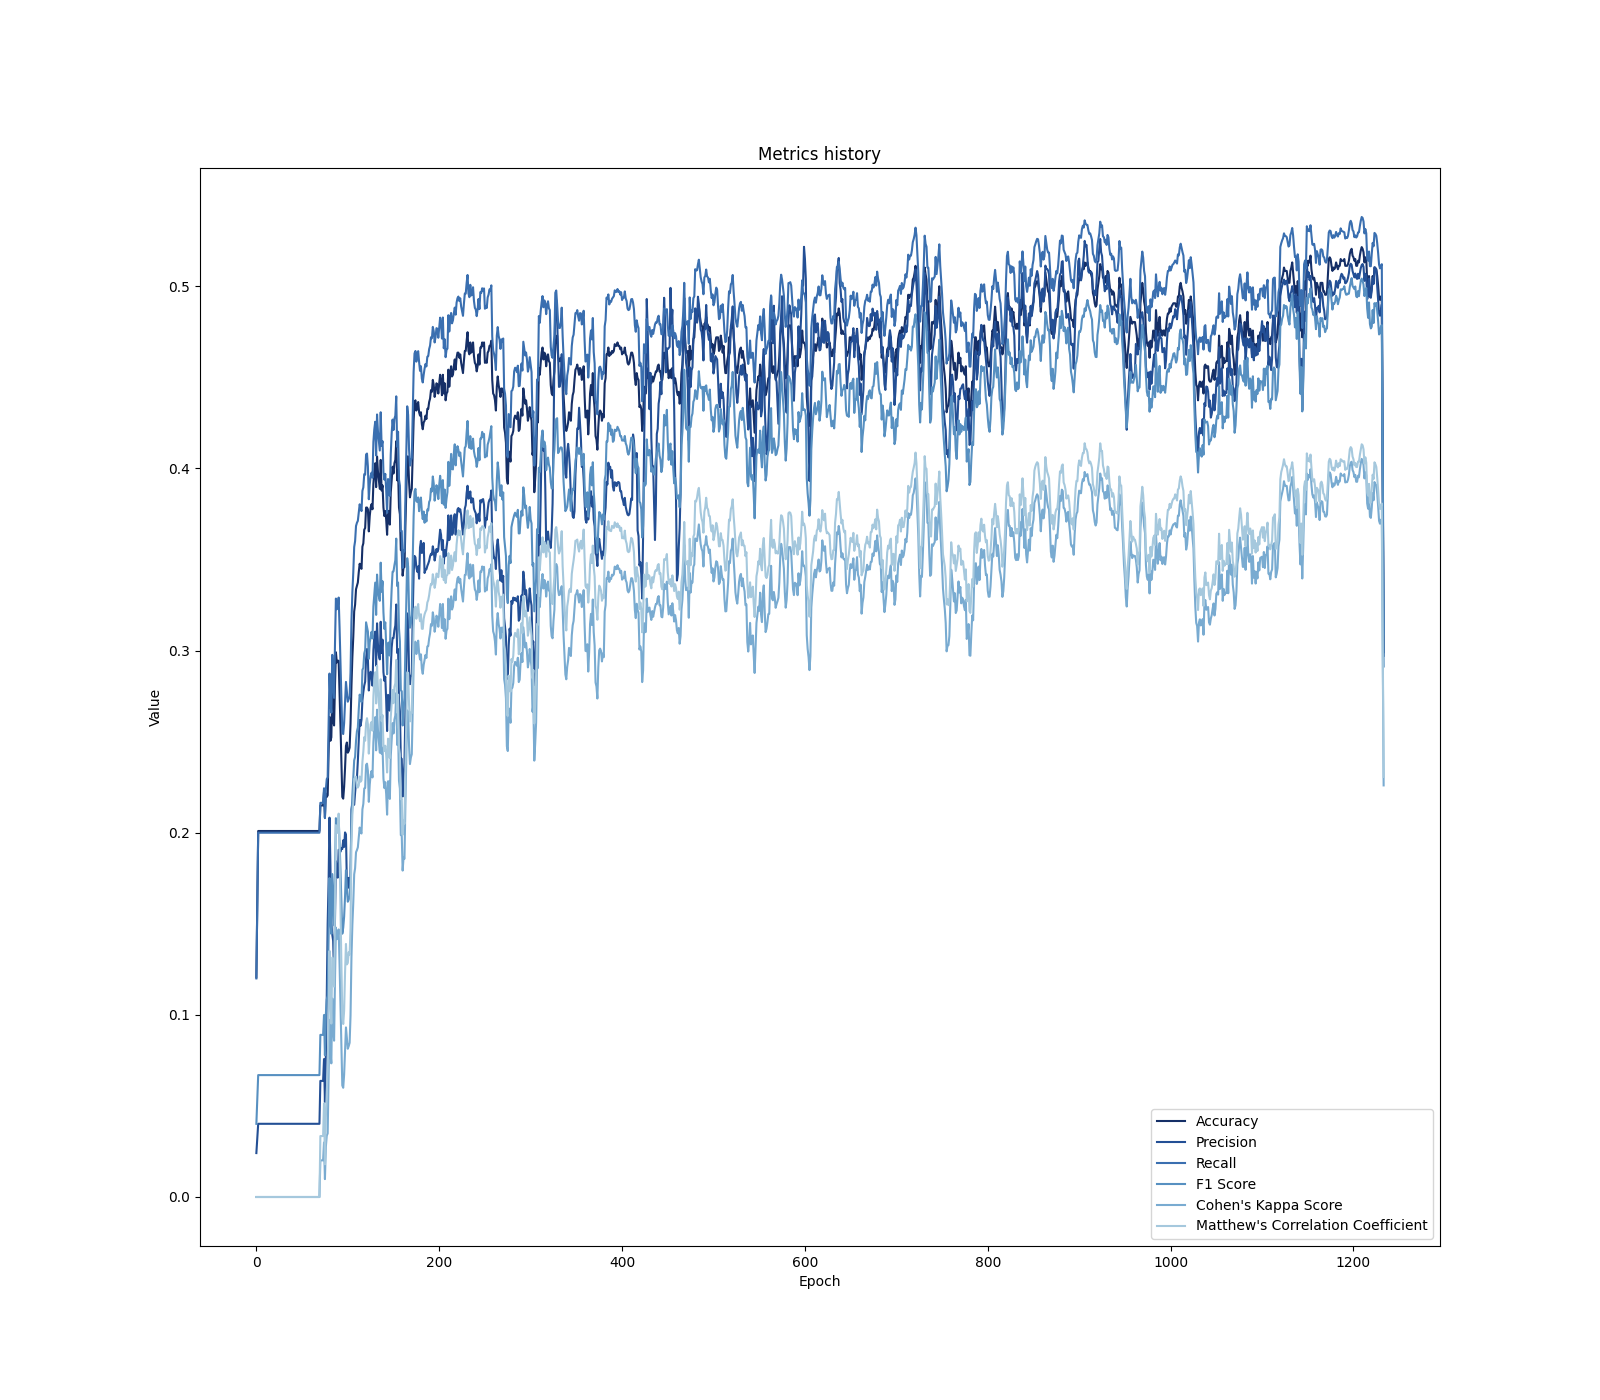 Metrics history
Value
0.5
0.4
0.3
0.2
0.1
0.0
0
200
400
600
800
1000
1200
Epoch
Accuracy
Precision
Recall
F1 Score
Cohen's Kappa Score
Matthew's Correlation Coefficient